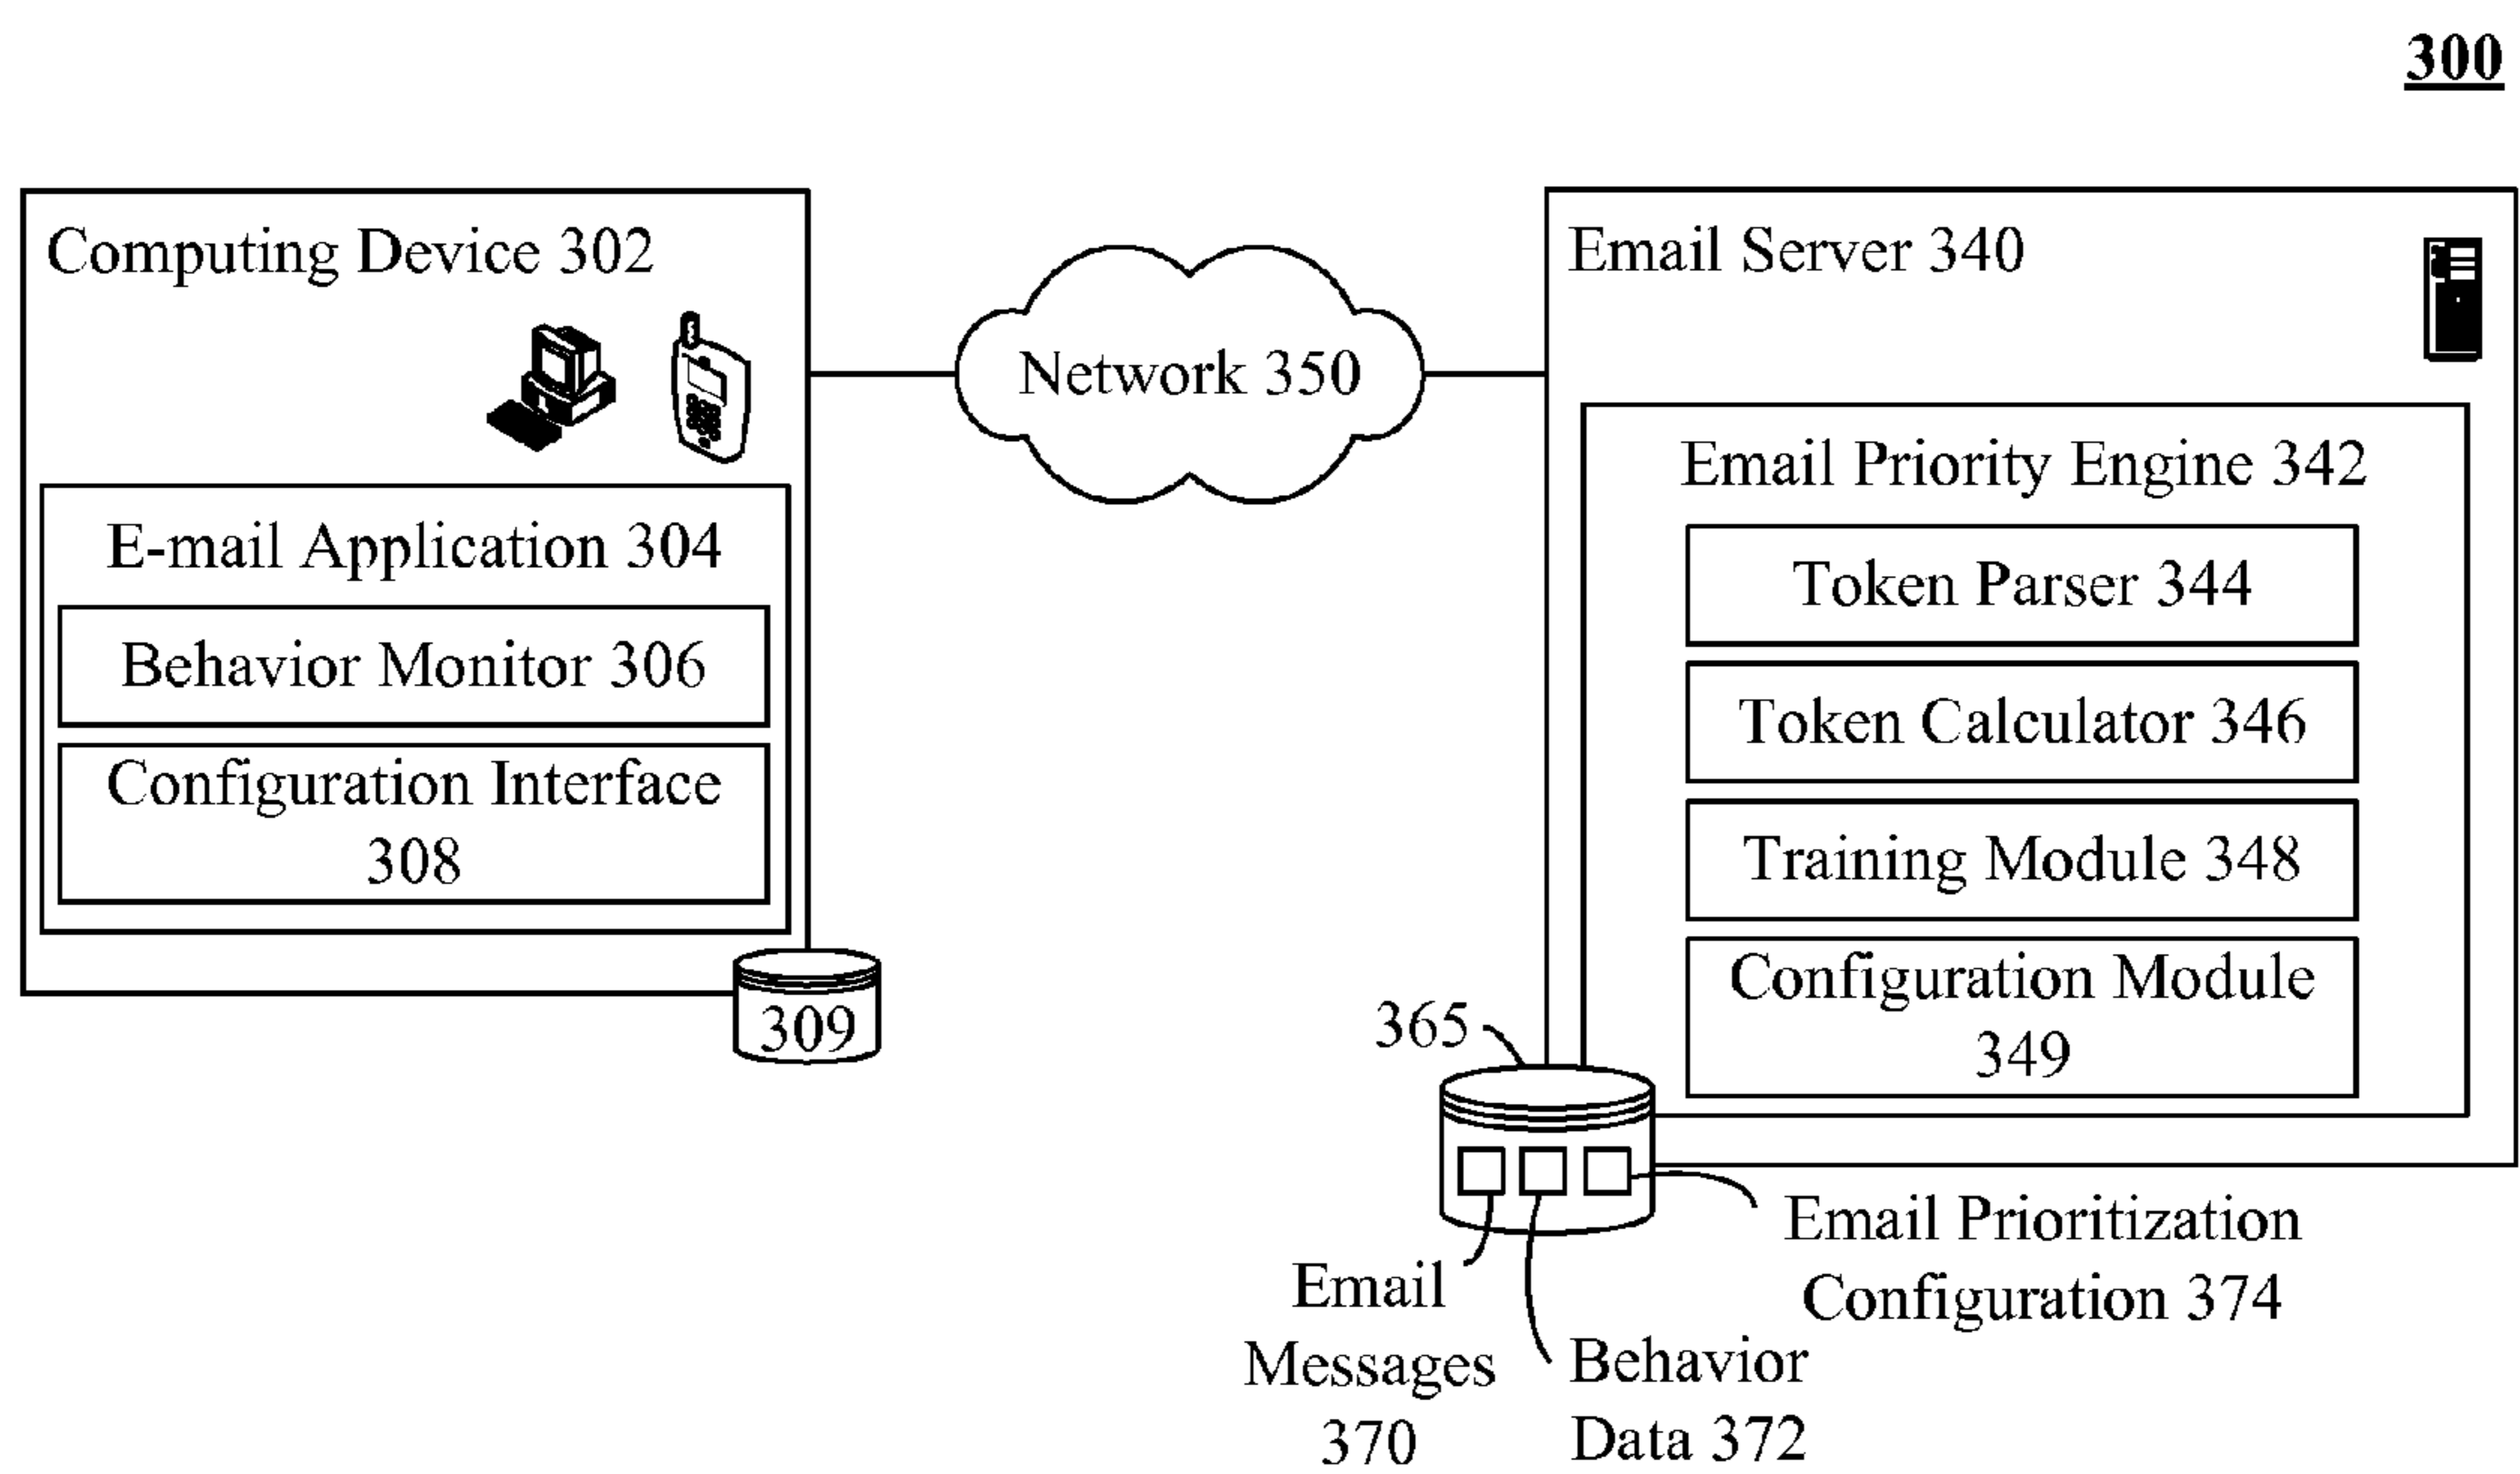 300
Computing Device 302
E-mail Application 304
Behavior Monitor 306
Configuration Interface
308
309
Network 350
Email Server 340
Email Priority Engine 342
Token Parser 344
Token Calculator 346
Training Module 348
Configuration Module
349
365
Email
Messages
370
Behavior
Data 372
Email Prioritization
Configuration 374